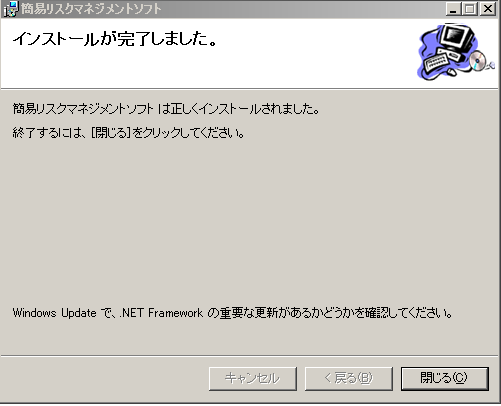 簡易リスクマネジメントソフト
インストールが完了しました。
簡易リスクマネジメントソフト は正しくインストールされました。
終了するには、[閉じる]をクリックしてください。
Windows Update で、.NET Framework の重要な更新があるかどうかを確認してください。
キャンセル
< 戻る(B)
閉じる(C)